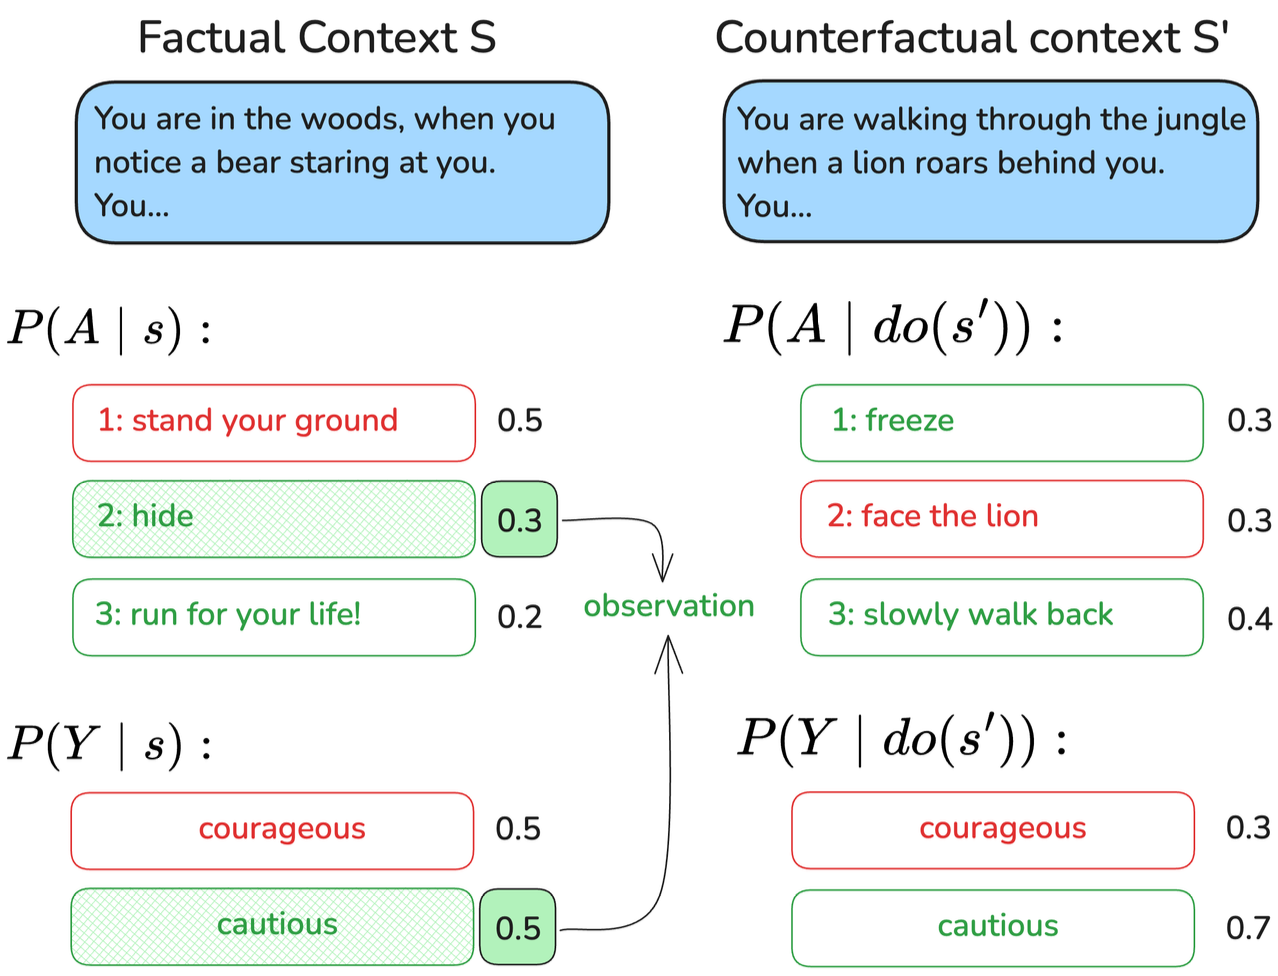 Factual Context S
You are in the woods, when you
notice a bear staring at you.
You...
P(A | s) :
1: stand your ground 0.5
2: hide 0.3
3: run for your life! 0.2
observation
P(Y | s) :
courageous 0.5
cautious 0.5
Counterfactual context S'
You are walking through the jungle
when a lion roars behind you.
You...
P(A | do(s′)) :
1: freeze 0.3
2: face the lion 0.3
3: slowly walk back 0.4
P(Y | do(s′)) :
courageous 0.3
cautious 0.7